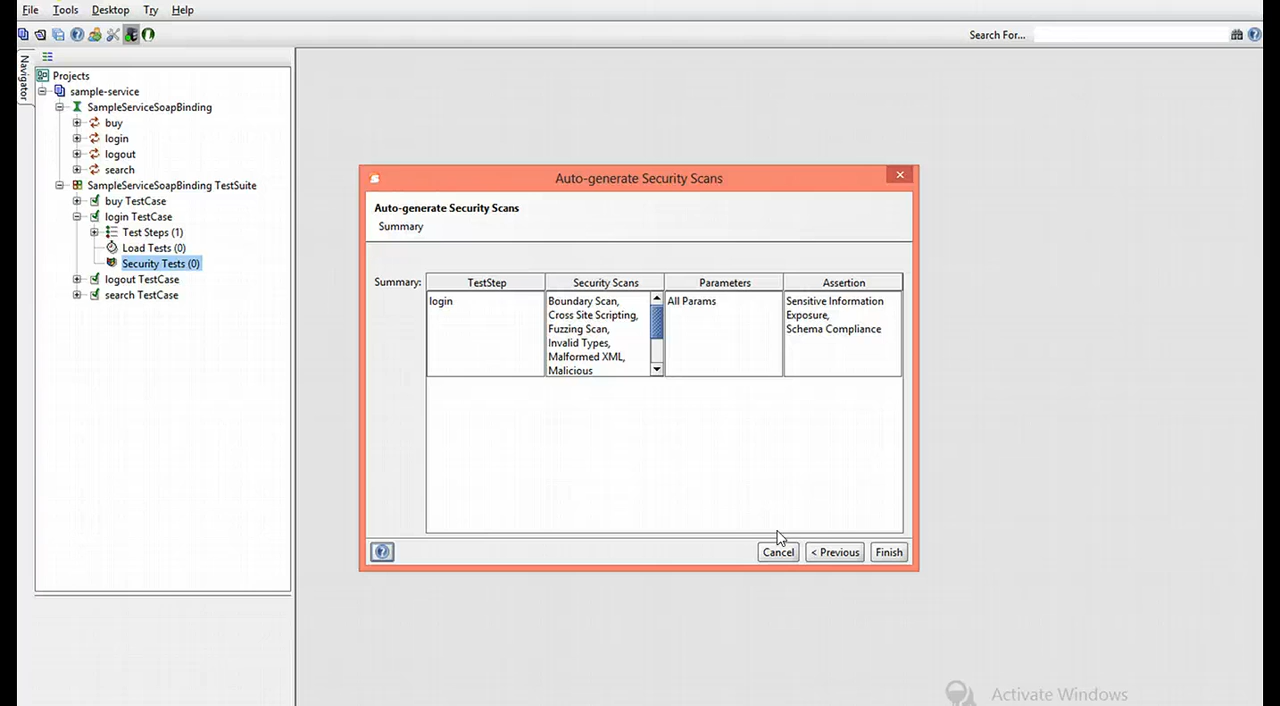 File Tools Desktop Try Help
Search For...
Navigator
Projects
sample-service
SampleServiceSoapBinding
buy
login
logout
search
SampleServiceSoapBinding TestSuite
buy TestCase
login TestCase
Test Steps (1)
Load Tests (0)
Security Tests (0)
logout TestCase
search TestCase
Auto-generate Security Scans
Auto-generate Security Scans
Summary
Summary:
TestStep Security Scans Parameters Assertion
login
Boundary Scan,
Cross Site Scripting,
Fuzzing Scan,
Invalid Types,
Malformed XML,
Malicious
All Params
Sensitive Information
Exposure,
Schema Compliance
Cancel < Previous Finish
Activate Windows